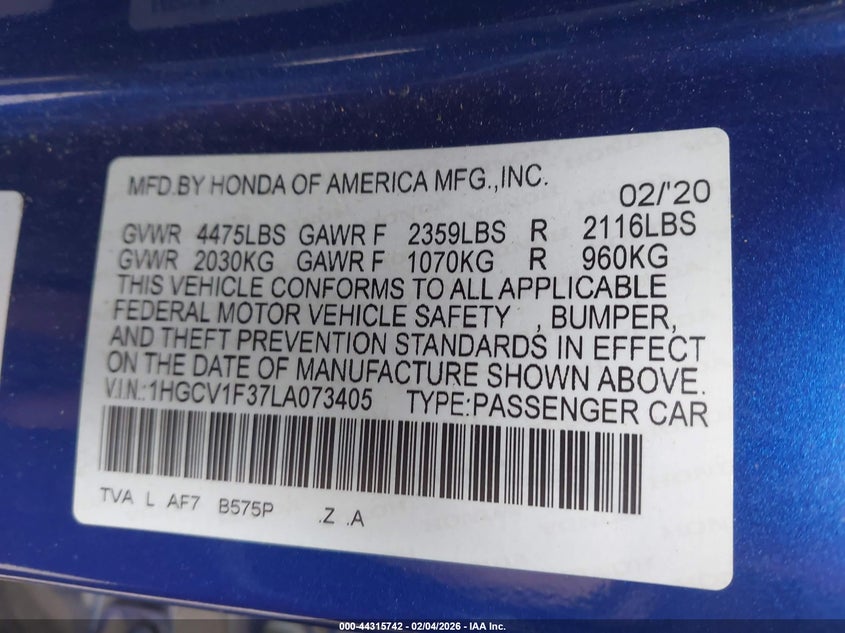 MFD.BY HONDA OF AMERICA MFG.,INC.
02/'20
GVWR 4475LBS GAWR F 2359LBS R 2116LBS
GVWR 2030KG GAWR F 1070KG R 960KG
THIS VEHICLE CONFORMS TO ALL APPLICABLE
FEDERAL MOTOR VEHICLE SAFETY , BUMPER,
AND THEFT PREVENTION STANDARDS IN EFFECT
ON THE DATE OF MANUFACTURE SHOWN ABOVE.
V.I.N.:1HGCV1F37LA073405 TYPE:PASSENGER CAR
TVA L AF7 B575P .Z .A
000-44315742 - 02/04/2026 - IAA Inc.